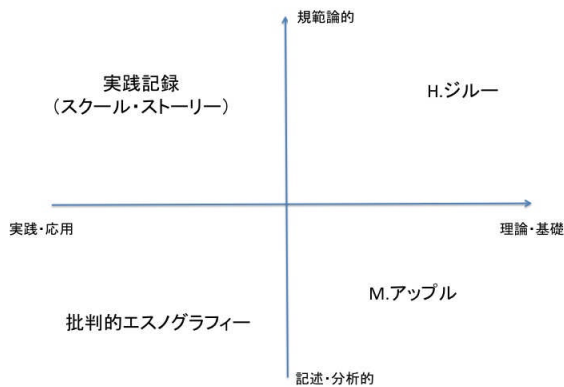 規範論的
実践記録
(スクール・ストーリー)
H.ジルー
実践・応用
理論・基礎
M.アップル
批判的エスノグラフィー
記述・分析的